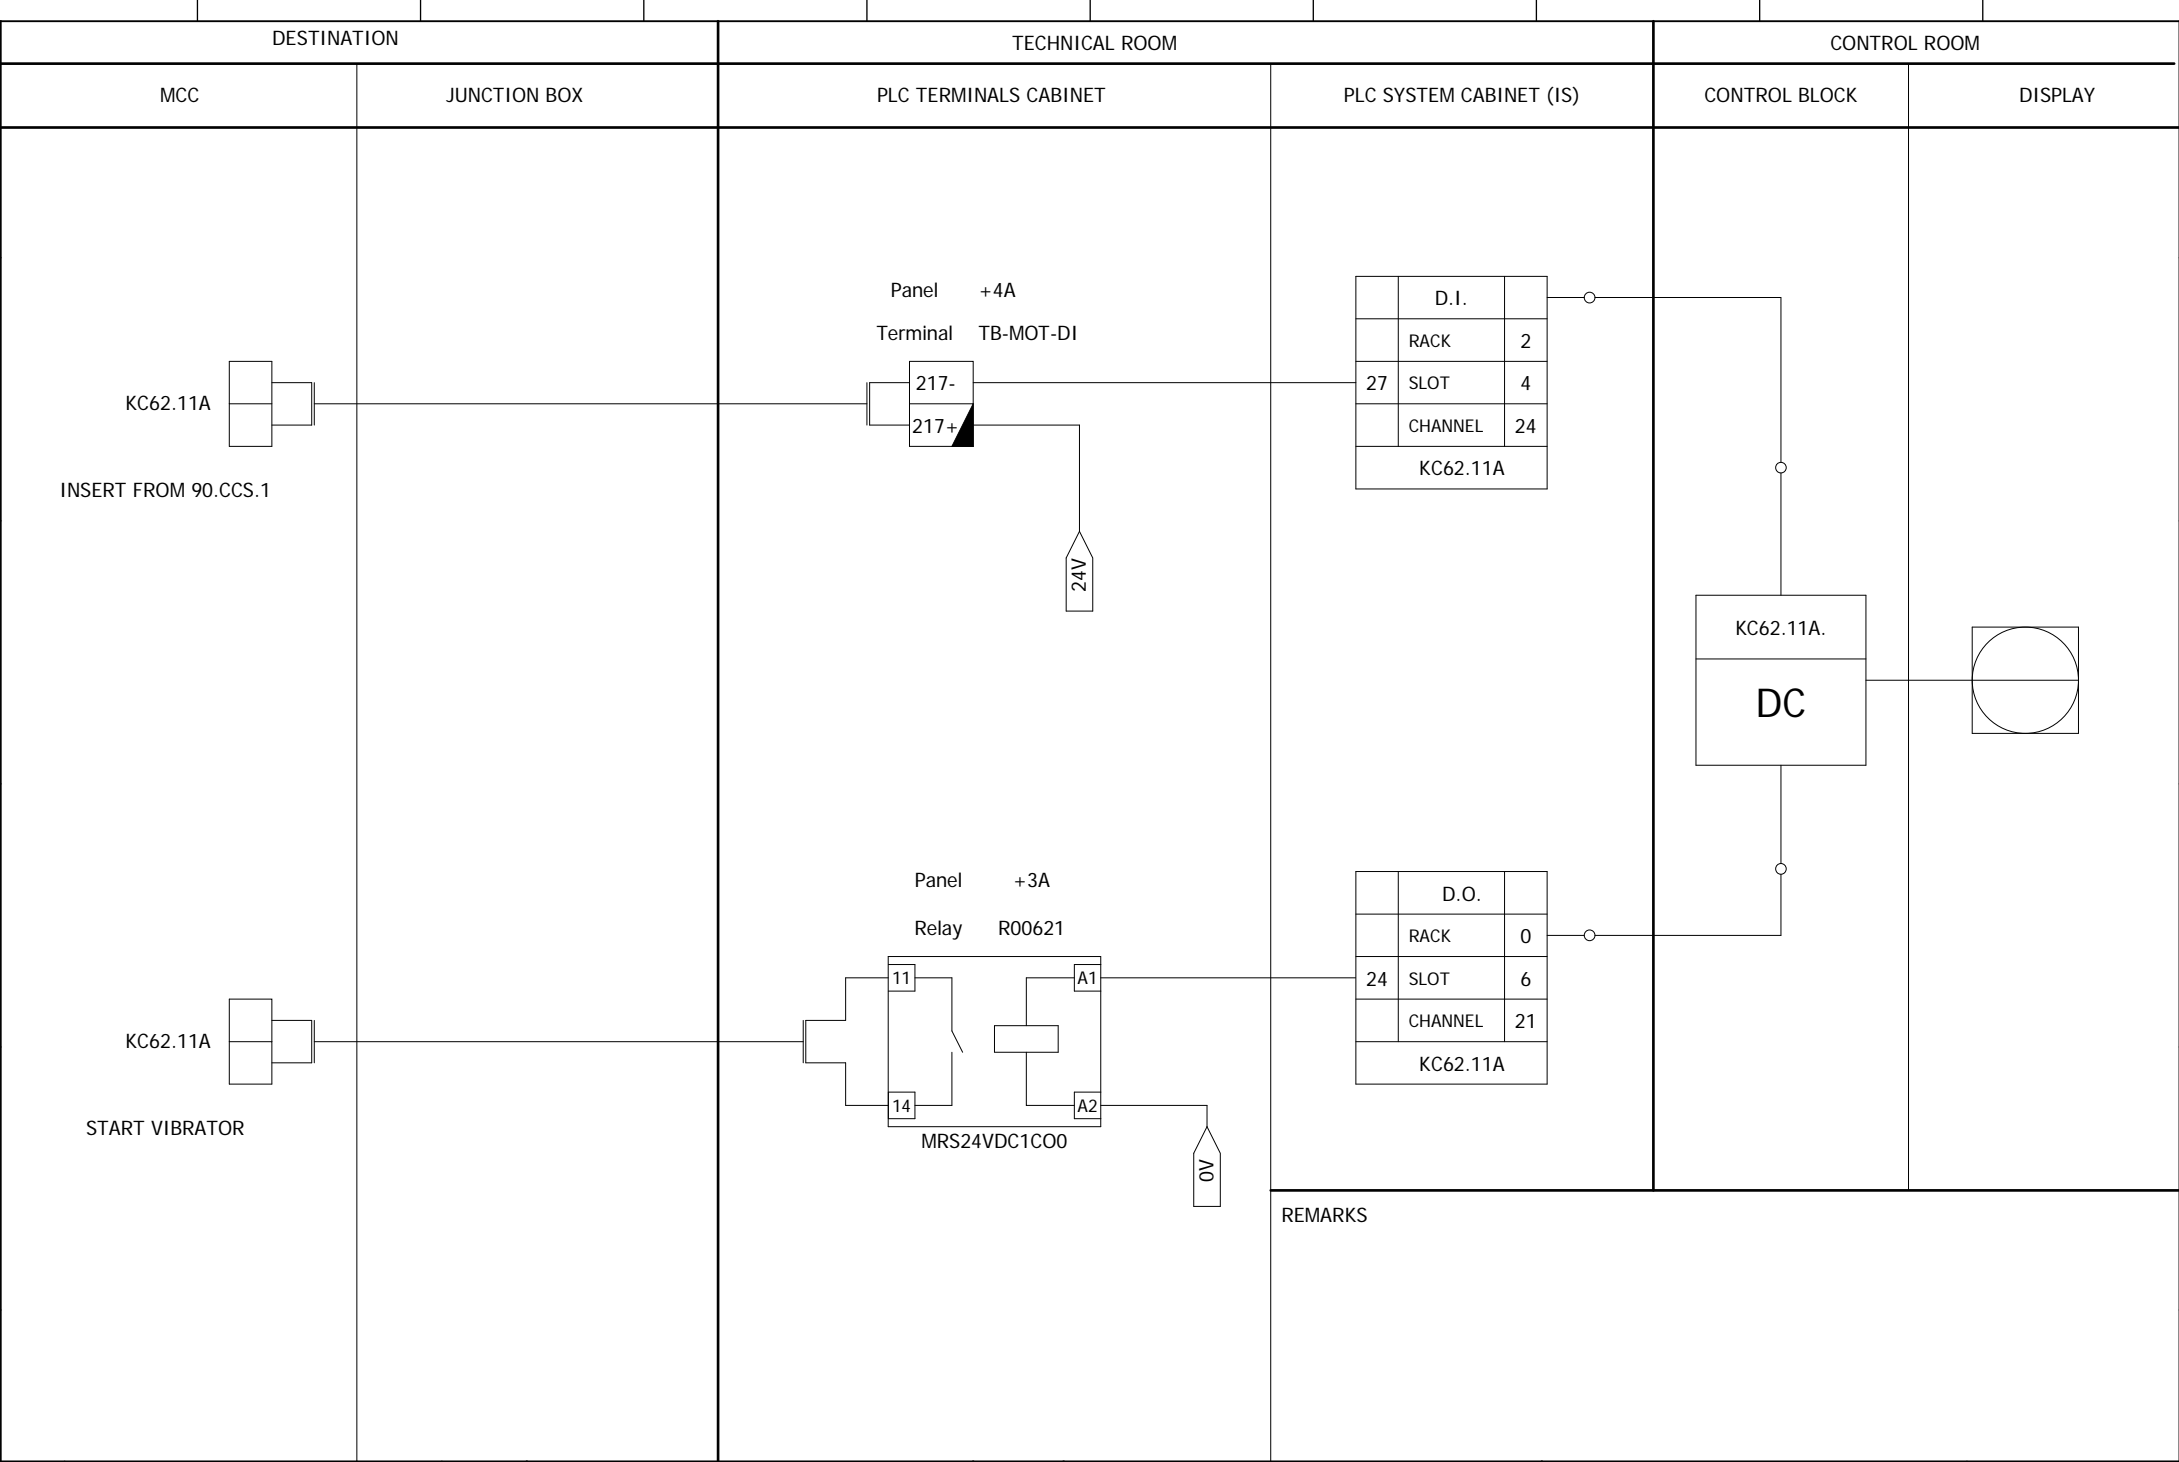 DESTINATION TECHNICAL ROOM CONTROL ROOM
MCC JUNCTION BOX PLC TERMINALS CABINET PLC SYSTEM CABINET (IS) CONTROL BLOCK DISPLAY
Panel +4A
Terminal TB-MOT-DI
KC62.11A
INSERT FROM 90.CCS.1
217-
217+
24V
D.I.
RACK 2
27 SLOT 4
CHANNEL 24
KC62.11A
KC62.11A.
DC
Panel +3A
Relay R00621
KC62.11A
START VIBRATOR
11 A1
14 A2
MRS24VDC1CO0
0V
D.O.
RACK 0
24 SLOT 6
CHANNEL 21
KC62.11A
REMARKS